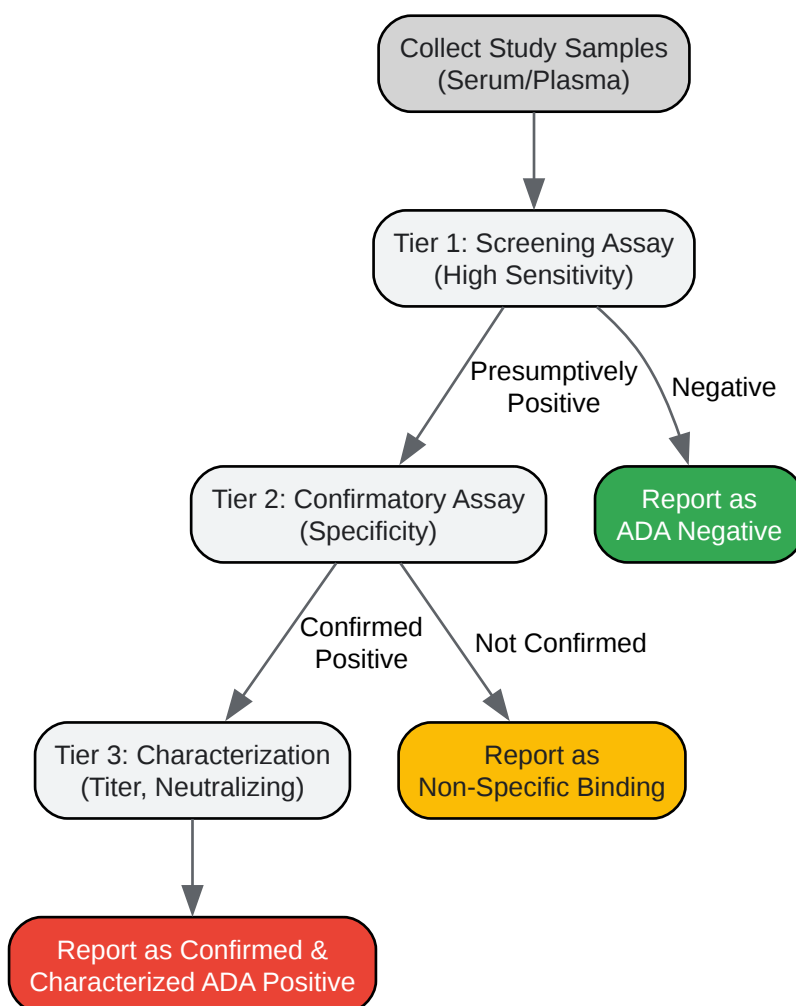 Collect Study Samples
(Serum/Plasma)
Tier 1: Screening Assay
(High Sensitivity)
Presumptively
Positive
Negative
Tier 2: Confirmatory Assay
(Specificity)
Report as
ADA Negative
Confirmed
Positive
Not Confirmed
Tier 3: Characterization
(Titer, Neutralizing)
Report as
Non-Specific Binding
Report as Confirmed &
Characterized ADA Positive